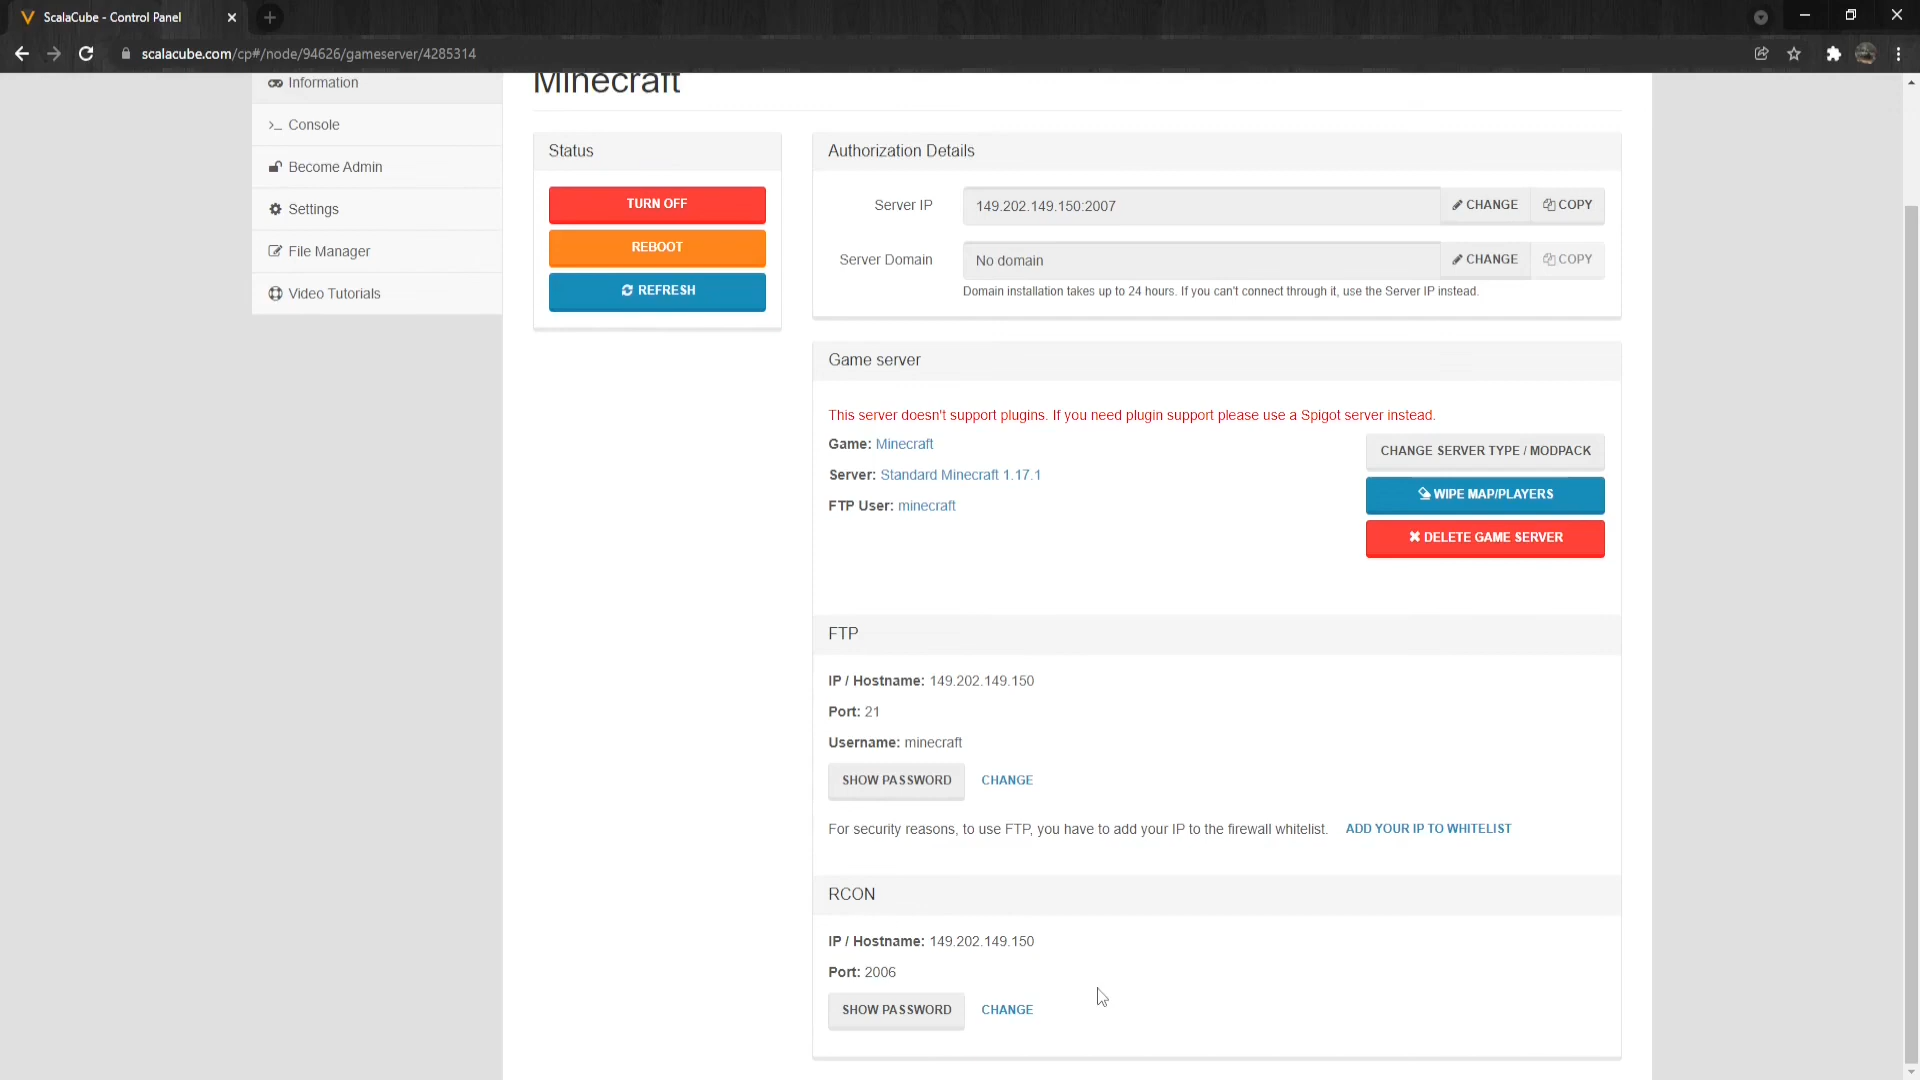 ScalaCube - Control Panel
scalacube.com/cp#/node/94626/gameserver/4285314
Information
Console
Become Admin
Settings
File Manager
Video Tutorials
Minecraft
Status
TURN OFF
REBOOT
REFRESH
Authorization Details
Server IP 149.202.149.150:2007 CHANGE COPY
Server Domain No domain CHANGE COPY
Domain installation takes up to 24 hours. If you can't connect through it, use the Server IP instead.
Game server
This server doesn't support plugins. If you need plugin support please use a Spigot server instead.
Game: Minecraft
Server: Standard Minecraft 1.17.1
FTP User: minecraft
CHANGE SERVER TYPE / MODPACK
WIPE MAP/PLAYERS
DELETE GAME SERVER
FTP
IP / Hostname: 149.202.149.150
Port: 21
Username: minecraft
SHOW PASSWORD CHANGE
For security reasons, to use FTP, you have to add your IP to the firewall whitelist. ADD YOUR IP TO WHITELIST
RCON
IP / Hostname: 149.202.149.150
Port: 2006
SHOW PASSWORD CHANGE